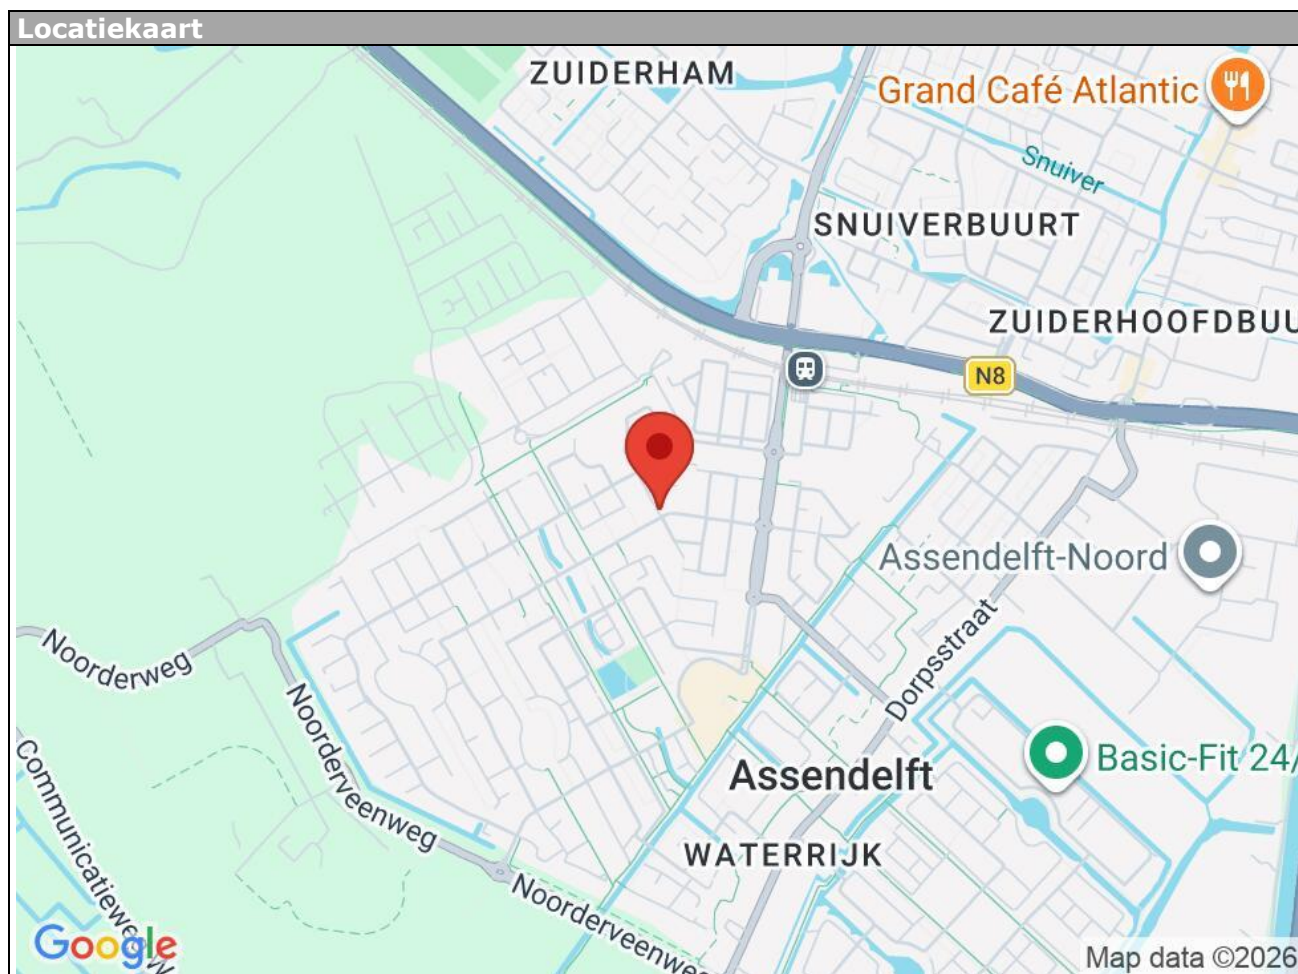 Locatiekaart
ZUIDERHAM
Grand Café Atlantic
Snuiver
SNUIVERBUURT
ZUIDERHOOFDBUU
N8
Assendelft-Noord
Noorderweg
Dorpsstraat
Noorderveenweg
Communicatieweg W
Basic-Fit 24/
Assendelft
WATERRIJK
Noorderveenweg
Google
Map data ©2026